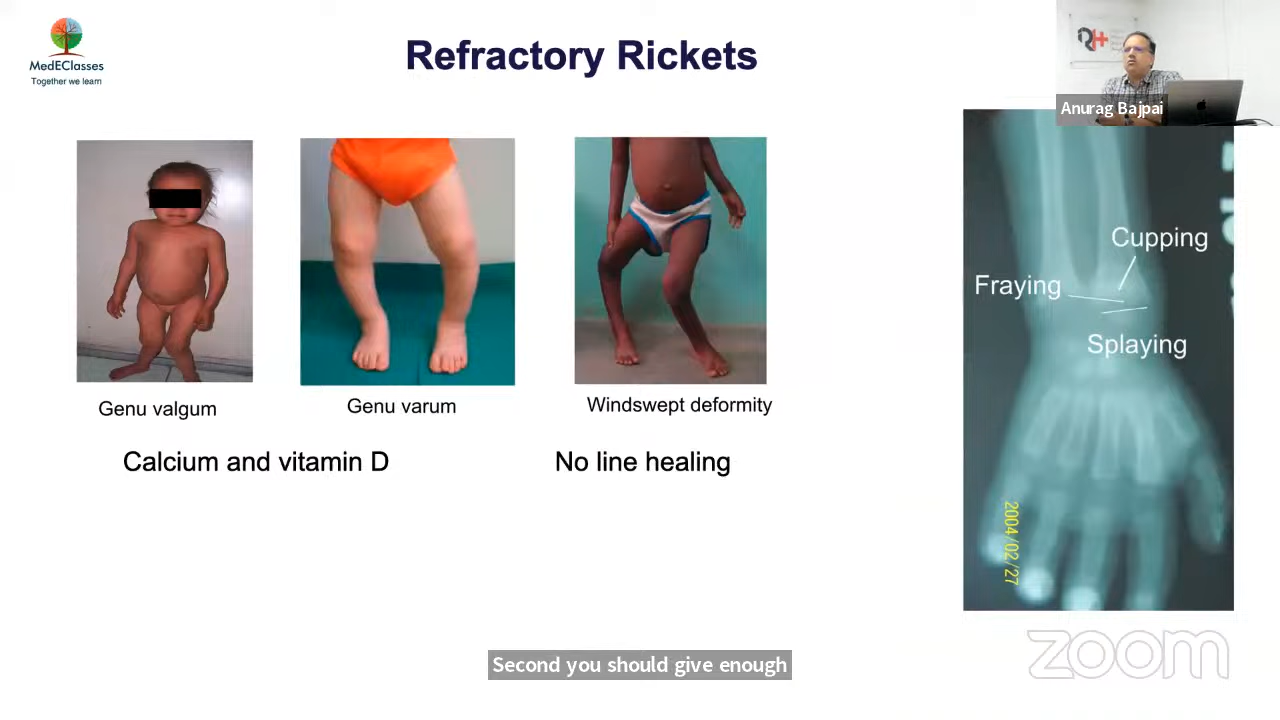 MedEClasses
Together we learn
Refractory Rickets
Anurag Bajpai
Cupping
Fraying
Splaying
Genu valgum
Genu varum
Windswept deformity
Calcium and vitamin D
No line healing
2004/02/27
Second you should give enough
zoom